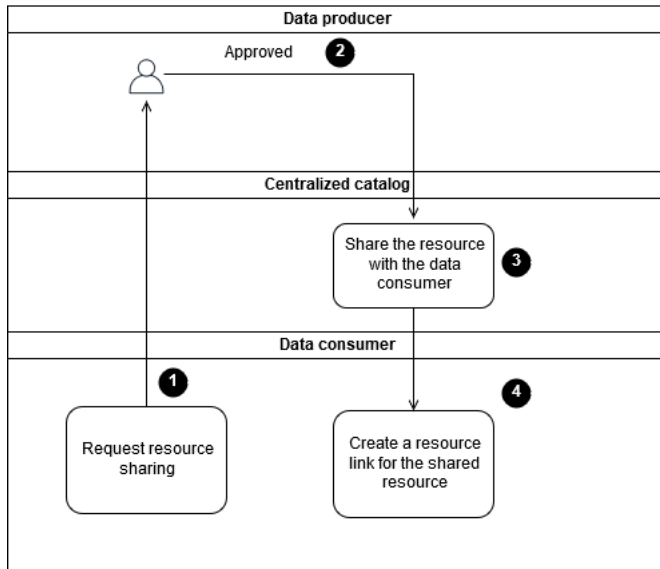 Data producer
Approved
2
Centralized catalog
Share the resource
with the data
consumer
3
Data consumer
1
4
Request resource
sharing
Create a resource
link for the shared
resource